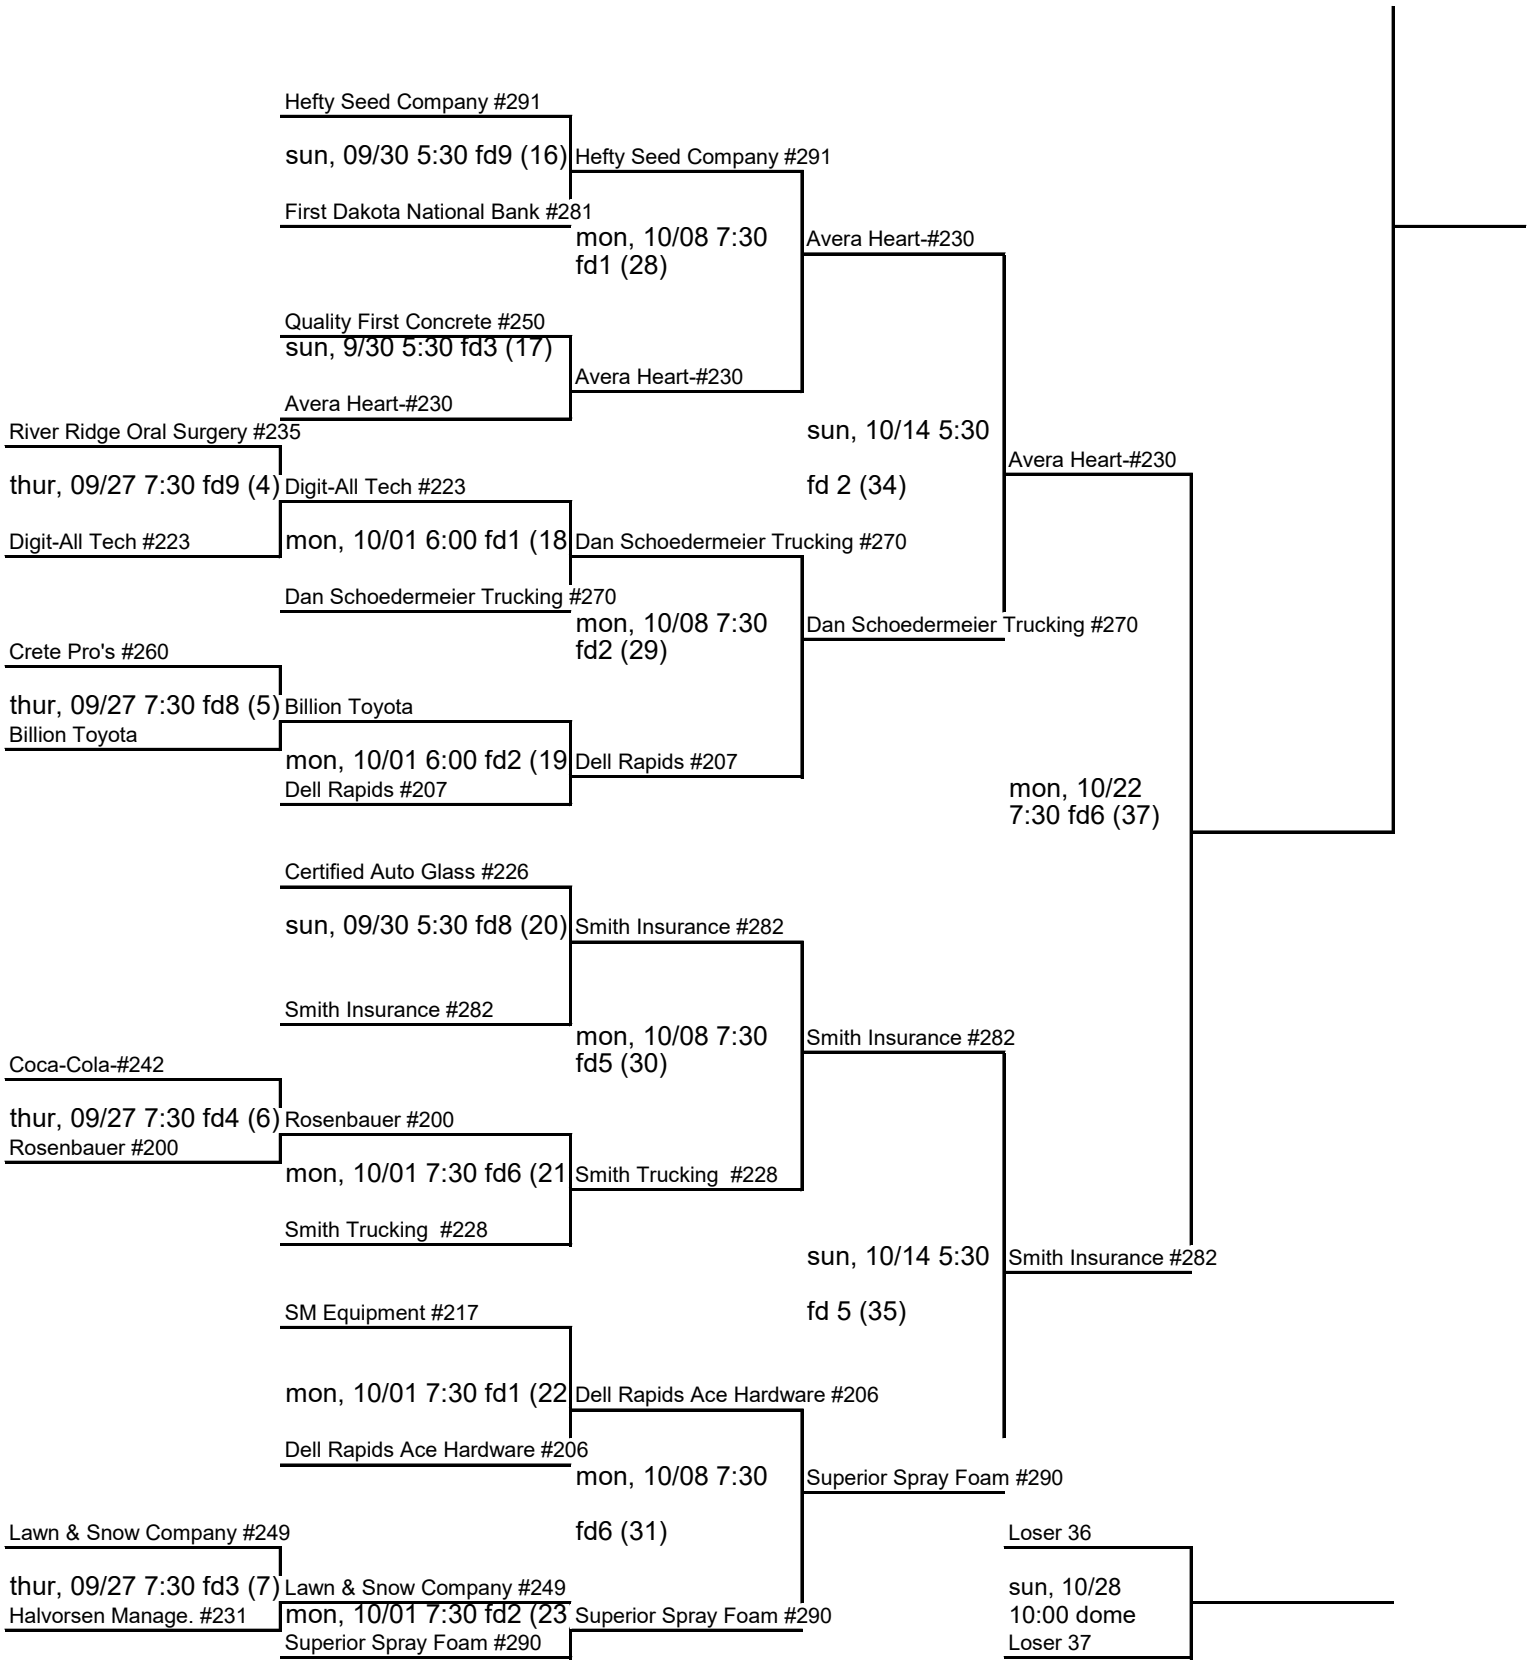 Hefty Seed Company #291
sun, 09/30 5:30 fd9 (16)
Hefty Seed Company #291
First Dakota National Bank #281
mon, 10/08 7:30
fd1 (28)
Avera Heart-#230
Quality First Concrete #250
sun, 9/30 5:30 fd3 (17)
Avera Heart-#230
Avera Heart-#230
River Ridge Oral Surgery #235
sun, 10/14 5:30
Avera Heart-#230
thur, 09/27 7:30 fd9 (4)
Digit-All Tech #223
fd 2 (34)
Digit-All Tech #223
mon, 10/01 6:00 fd1 (18
Dan Schoedermeier Trucking #270
Dan Schoedermeier Trucking #270
mon, 10/08 7:30
fd2 (29)
Dan Schoedermeier Trucking #270
Crete Pro's #260
thur, 09/27 7:30 fd8 (5)
Billion Toyota
Billion Toyota
mon, 10/01 6:00 fd2 (19
Dell Rapids #207
Dell Rapids #207
mon, 10/22
7:30 fd6 (37)
Certified Auto Glass #226
sun, 09/30 5:30 fd8 (20)
Smith Insurance #282
Smith Insurance #282
mon, 10/08 7:30
fd5 (30)
Smith Insurance #282
Coca-Cola-#242
thur, 09/27 7:30 fd4 (6)
Rosenbauer #200
Rosenbauer #200
mon, 10/01 7:30 fd6 (21
Smith Trucking  #228
Smith Trucking  #228
sun, 10/14 5:30
Smith Insurance #282
fd 5 (35)
SM Equipment #217
mon, 10/01 7:30 fd1 (22
Dell Rapids Ace Hardware #206
Dell Rapids Ace Hardware #206
mon, 10/08 7:30
Superior Spray Foam #290
fd6 (31)
Lawn & Snow Company #249
Loser 36
thur, 09/27 7:30 fd3 (7)
Lawn & Snow Company #249
sun, 10/28
Halvorsen Manage. #231
mon, 10/01 7:30 fd2 (23
Superior Spray Foam #290
10:00 dome
Superior Spray Foam #290
Loser 37